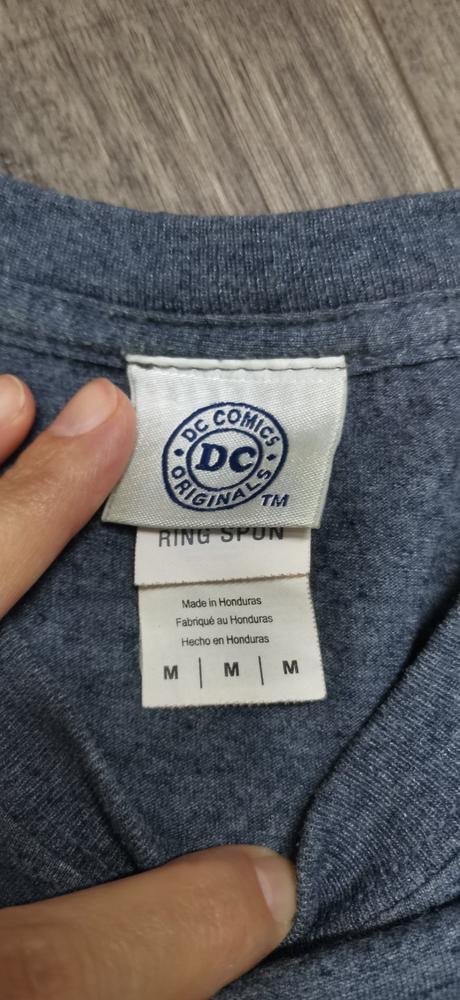 DC COMICS
DC
ORIGINALS
TM
RING SPUN
Made in Honduras
Fabriqué au Honduras
Hecho en Honduras
M | M | M